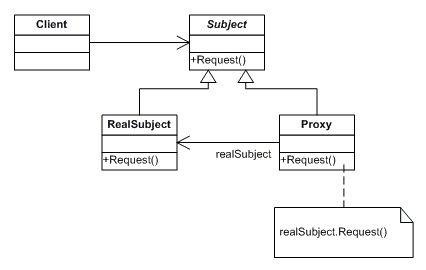 Client
Subject
+Request()
RealSubject
+Request()
realSubject
Proxy
+Request()
realSubject.Request()